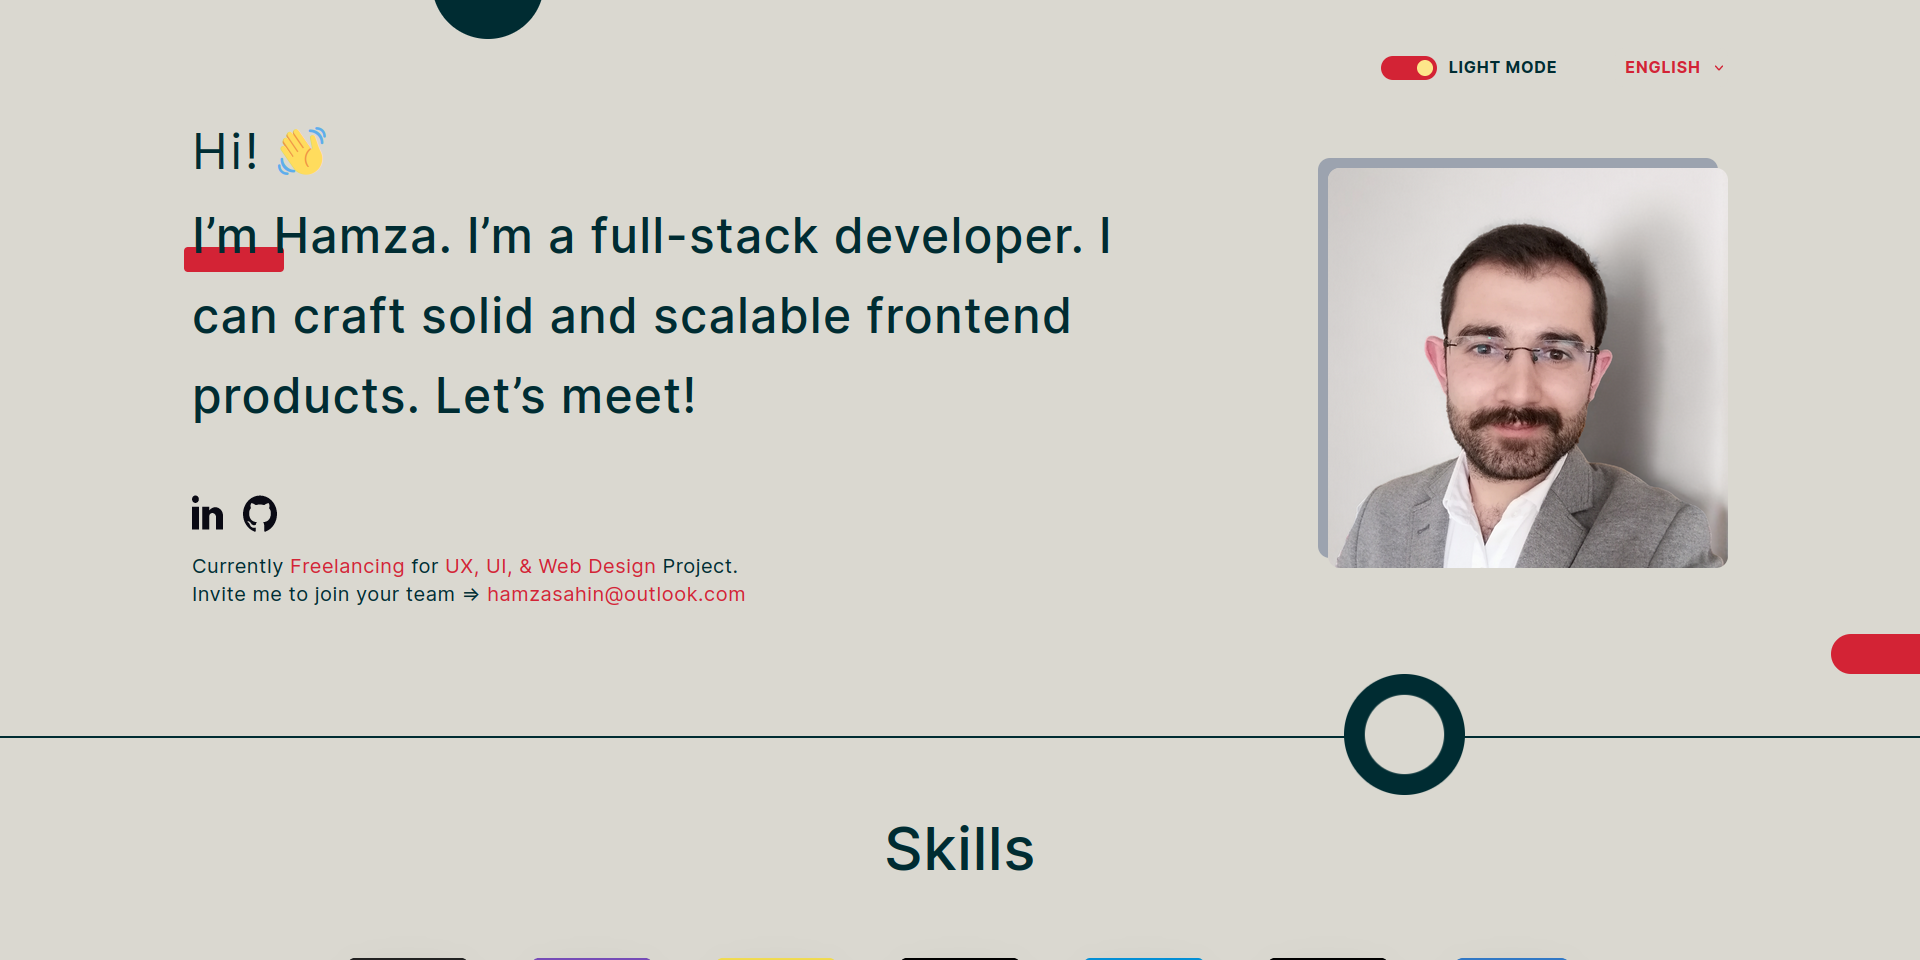 LIGHT MODE
ENGLISH
Hi! 👋
I’m Hamza. I’m a full-stack developer. I
can craft solid and scalable frontend
products. Let’s meet!
in
Currently Freelancing for UX, UI, & Web Design Project.
Invite me to join your team => hamzasahin@outlook.com
Skills